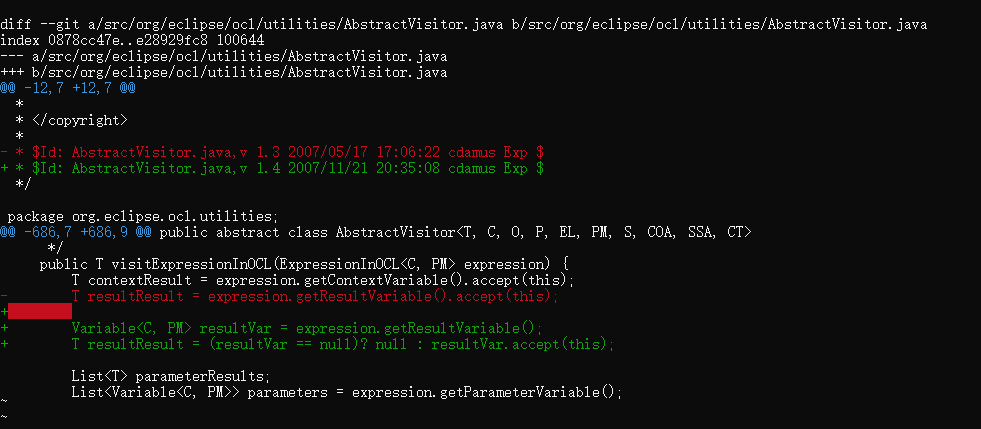 diff --git a/src/org/eclipse/ocl/utilities/AbstractVisitor.java b/src/org/eclipse/ocl/utilities/AbstractVisitor.java
index 0878cc47e..e28929fc8 100644
--- a/src/org/eclipse/ocl/utilities/AbstractVisitor.java
+++ b/src/org/eclipse/ocl/utilities/AbstractVisitor.java
@@ -12,7 +12,7 @@
  *
  * </copyright>
  *
- * $Id: AbstractVisitor.java,v 1.3 2007/05/17 17:06:22 cdamus Exp $
+ * $Id: AbstractVisitor.java,v 1.4 2007/11/21 20:35:08 cdamus Exp $
  */

 package org.eclipse.ocl.utilities;
@@ -686,7 +686,9 @@ public abstract class AbstractVisitor<T, C, O, P, EL, PM, S, COA, SSA, CT>
      */
     public T visitExpressionInOCL(ExpressionInOCL<C, PM> expression) {
         T contextResult = expression.getContextVariable().accept(this);
-        T resultResult = expression.getResultVariable().accept(this);
+
+        Variable<C, PM> resultVar = expression.getResultVariable();
+        T resultResult = (resultVar == null)? null : resultVar.accept(this);

         List<T> parameterResults;
         List<Variable<C, PM>> parameters = expression.getParameterVariable();
~
~